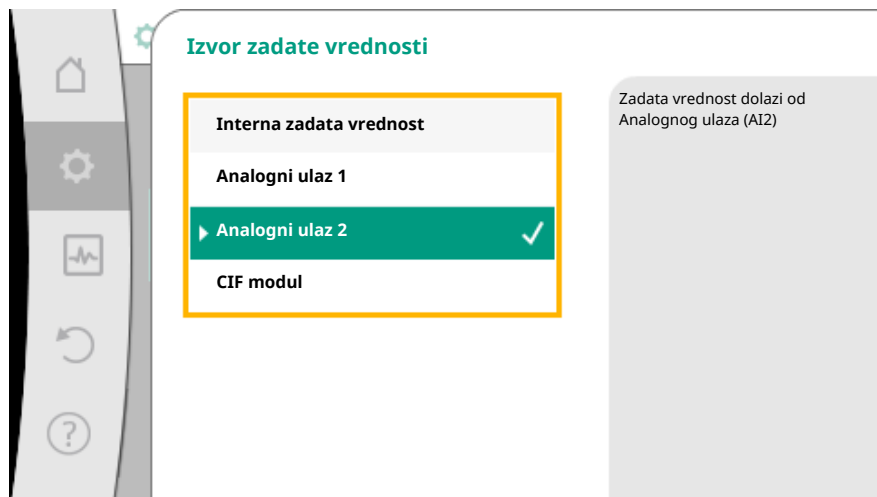 Izvor zadate vrednosti
Interna zadata vrednost
Analogni ulaz 1
Analogni ulaz 2
CIF modul
Zadata vrednost dolazi od
Analognog ulaza (AI2)
?